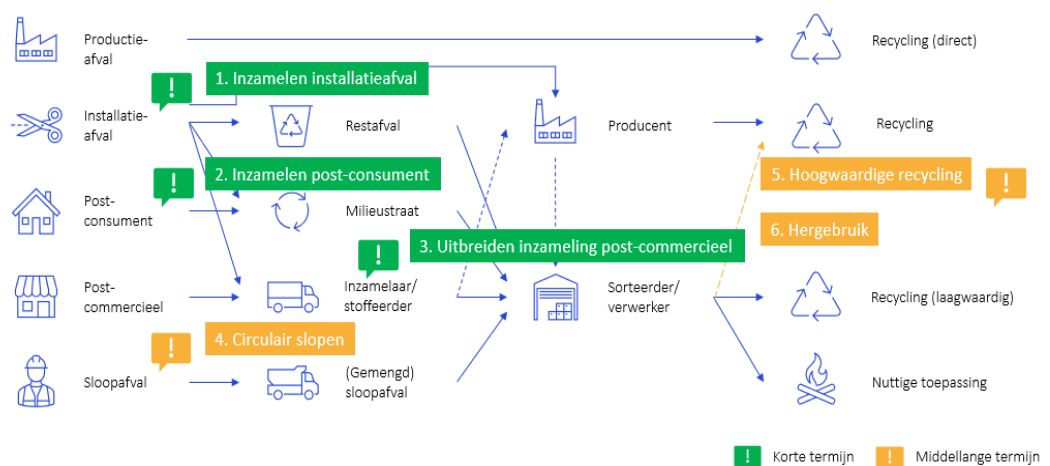 Productie-
afval
Recycling (direct)
1. Inzamelen installatieafval
Installatie-
afval
Restafval
Producent
Recycling
2. Inzamelen post-consument
5. Hoogwaardige recycling
Post-
consument
Milieustraat
6. Hergebruik
3. Uitbreiden inzameling post-commercieel
Post-
commercieel
Inzamelaar/
stoffeerder
Sorteerder/
verwerker
Recycling (laagwaardig)
4. Circulair slopen
Sloopafval
(Gemengd)
sloopafval
Nuttige toepassing
Korte termijn
Middellange termijn